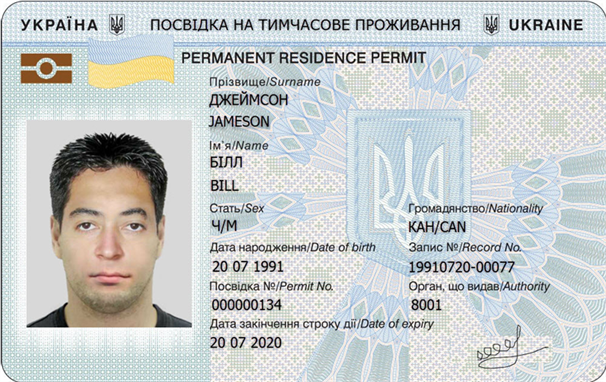 УКРАЇНА ПОСВІДКА НА ТИМЧАСОВЕ ПРОЖИВАННЯ UKRAINE
PERMANENT RESIDENCE PERMIT
Прізвище/Surname
ДЖЕЙМСОН
JAMESON
Ім`я/Name
БІЛЛ
BILL
Стать/Sex Громадянство/Nationality
Ч/M КАН/CAN
Дата народження/Date of birth Запис №/Record No.
20 07 1991 19910720-00077
Посвідка №/Permit No. Орган, що видав/Authority
000000134 8001
Дата закінчення строку дії/Date of expiry
20 07 2020